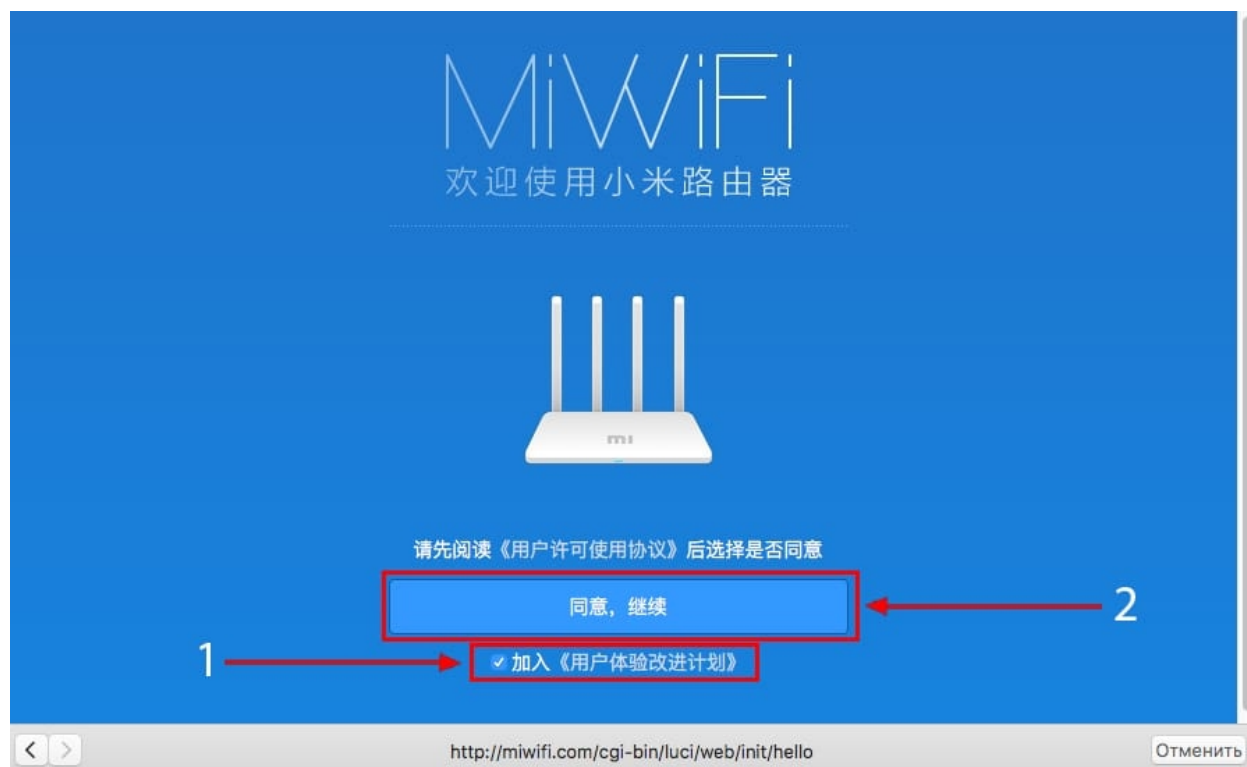 MiWiFi
欢迎使用小米路由器
mi
请先阅读《用户许可使用协议》后选择是否同意
同意，继续
2
1
加入《用户体验改进计划》
http://miwifi.com/cgi-bin/luci/web/init/hello
Отменить